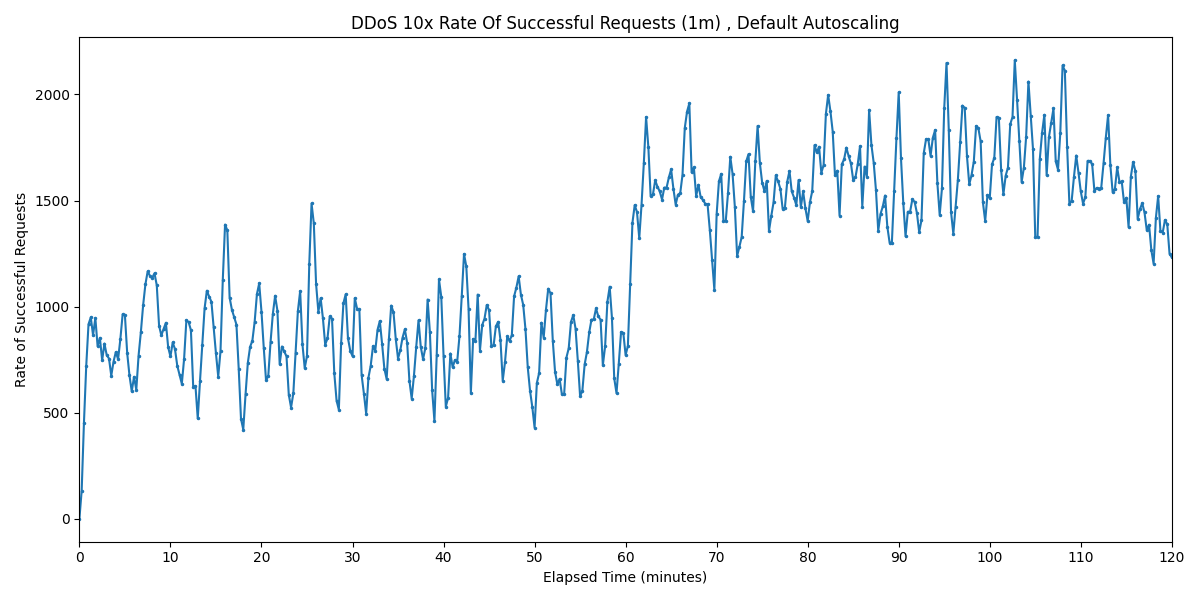 DDoS 10x Rate Of Successful Requests (1m) , Default Autoscaling
Rate of Successful Requests
2000
1500
1000
500
0
0 10 20 30 40 50 60 70 80 90 100 110 120
Elapsed Time (minutes)